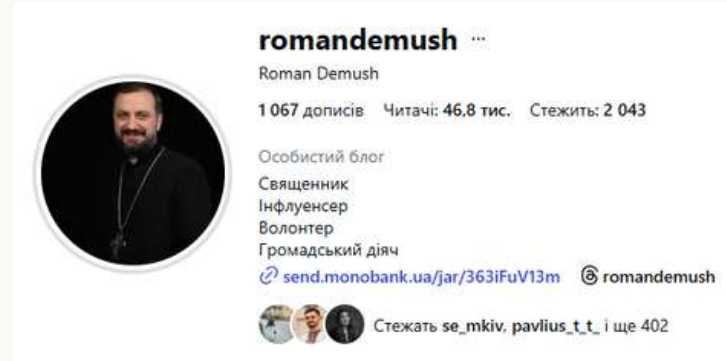 romandemush ...
Roman Demush
1 067 дописів Читачі: 46,8 тис. Стежить: 2 043
Особистий блог
Священник
Інфлуенсер
Волонтер
Громадський діяч
send.monobank.ua/jar/363iFuV13m romandemush
Стежать se_mkiv, pavlius_t_t_ і ще 402